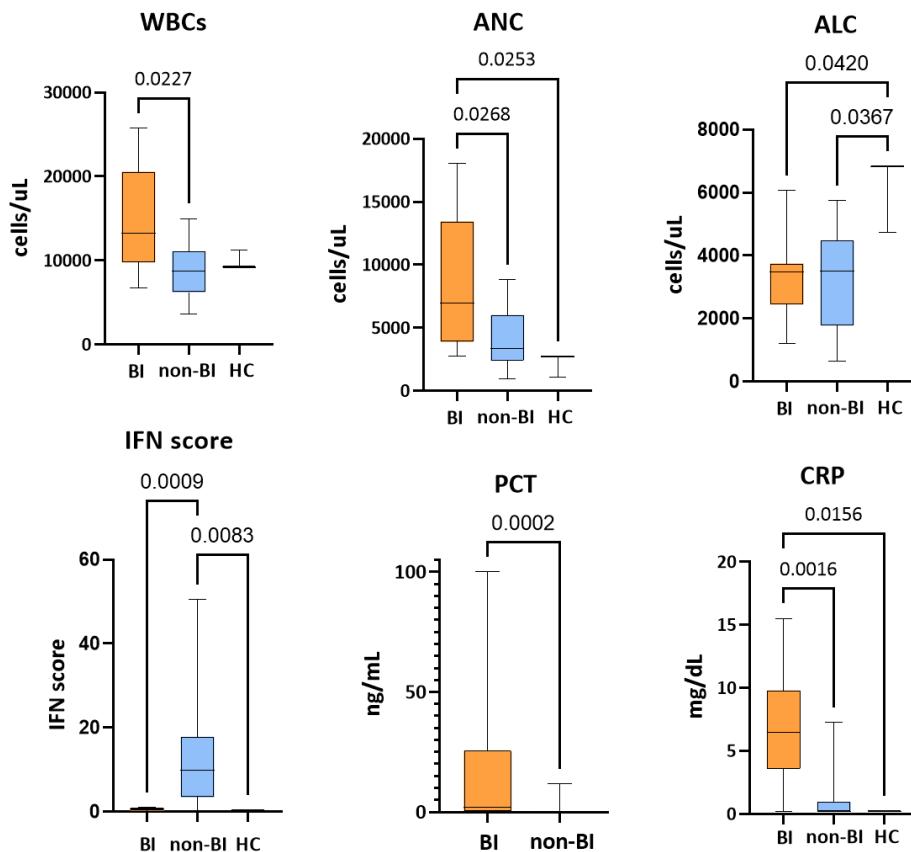 WBCs
0.0227
30000
20000
10000
0
cells/uL
BI non-BI HC
ANC
0.0253
0.0268
20000
15000
10000
5000
0
cells/uL
BI non-BI HC
ALC
0.0420
0.0367
8000
6000
4000
2000
0
cells/uL
BI non-BI HC
IFN score
0.0009
0.0083
60
40
20
0
IFN score
BI non-BI HC
PCT
0.0002
100
50
0
ng/mL
BI non-BI
CRP
0.0156
0.0016
20
15
10
5
0
mg/dL
BI non-BI HC